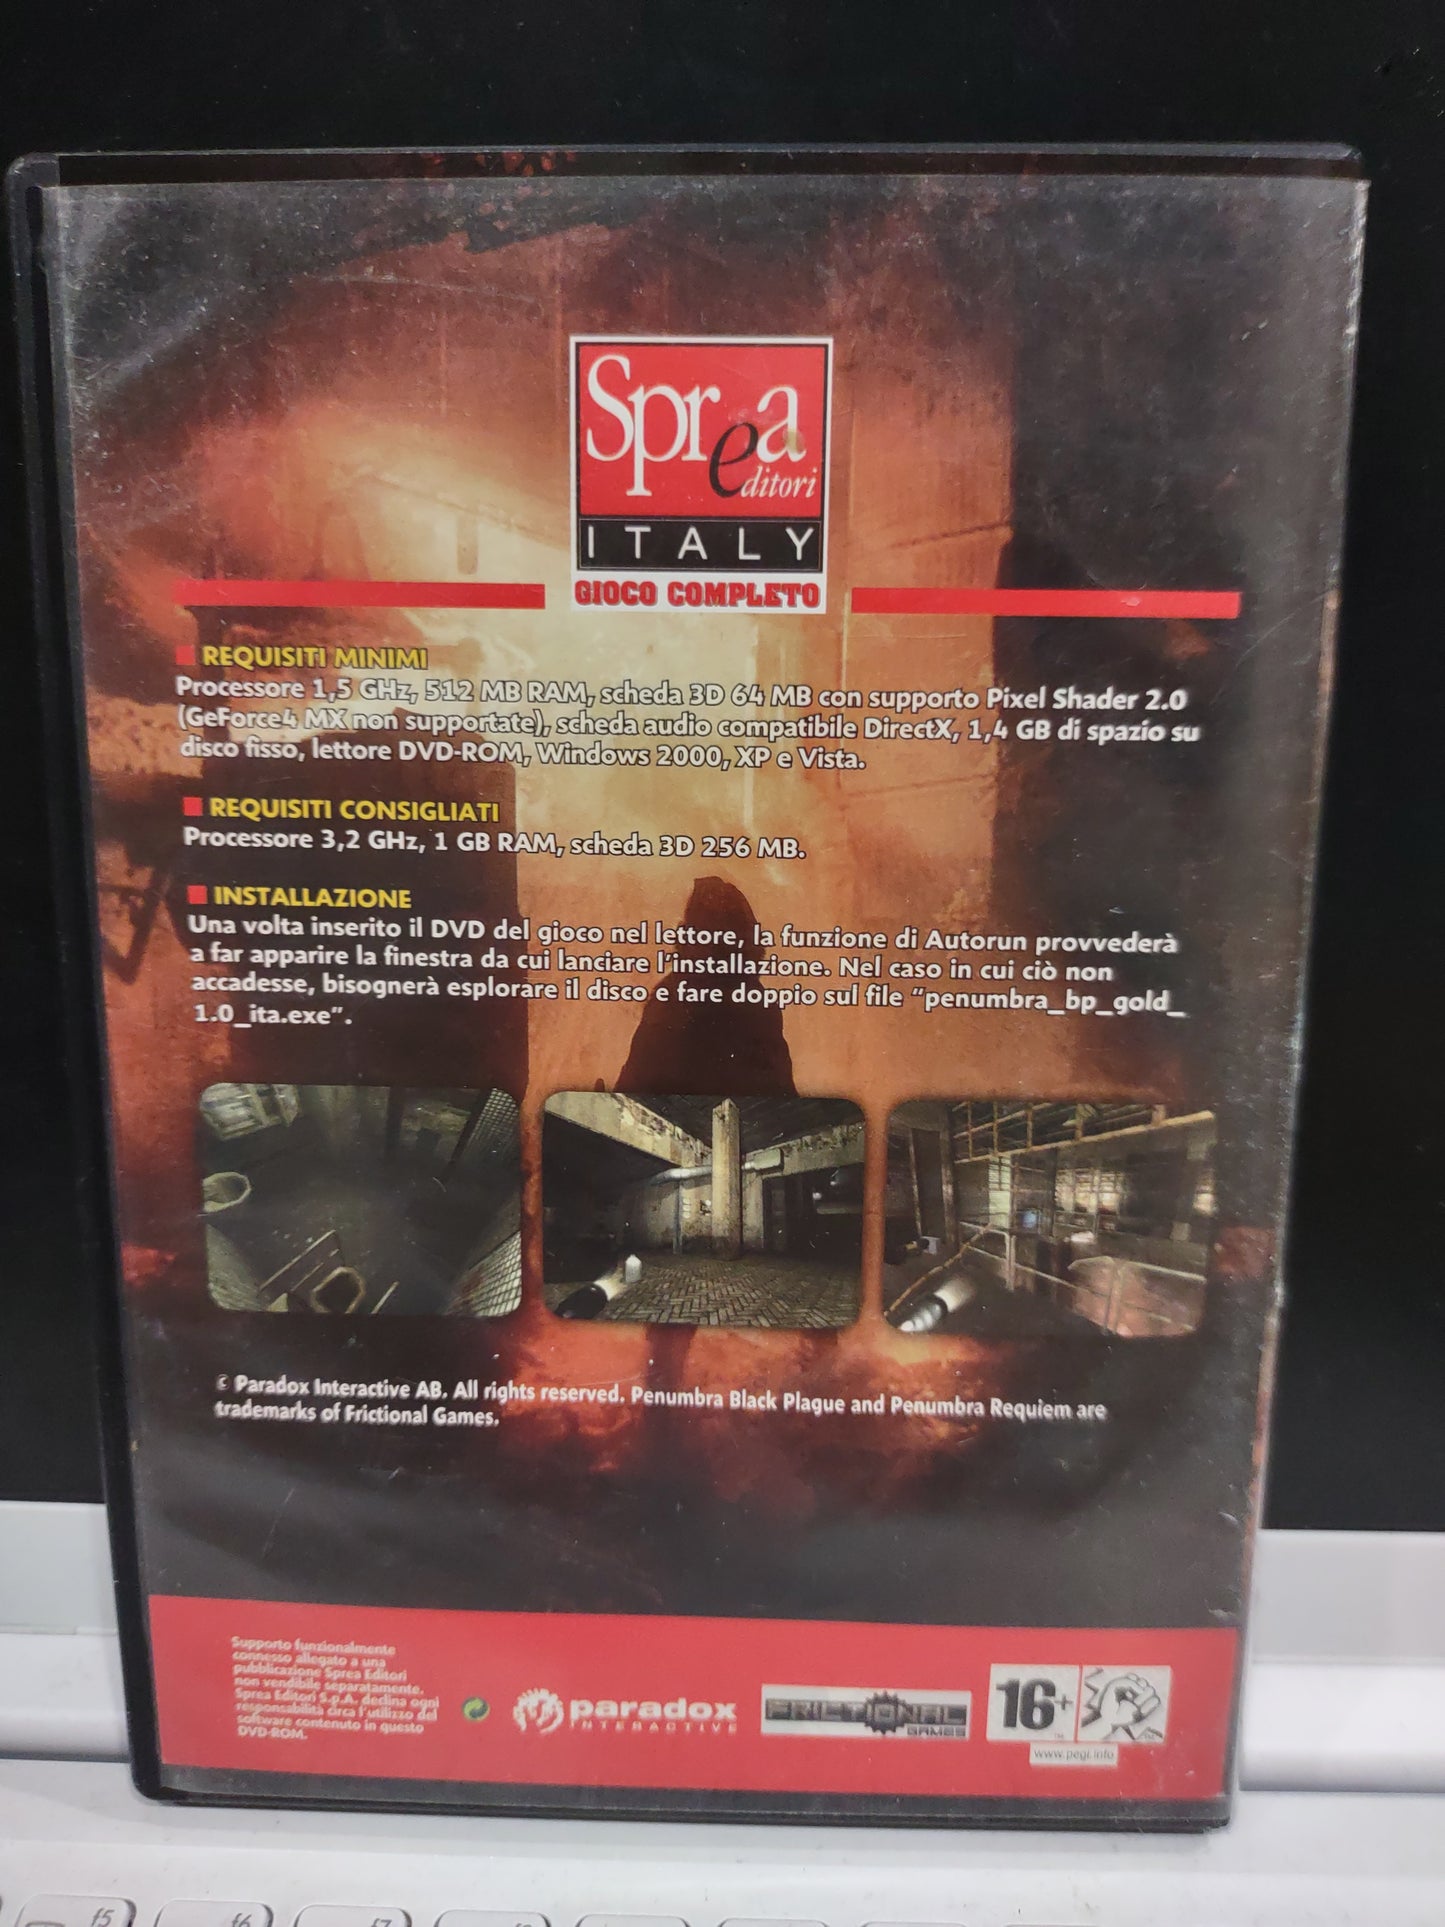 Sprea
editori
ITALY
GIOCO COMPLETO
REQUISITI MINIMI
Processore 1,5 GHz, 512 MB RAM, scheda 3D 64 MB con supporto Pixel Shader 2.0
(GeForce4 MX non supportate), scheda audio compatibile DirectX, 1,4 GB di spazio su
disco fisso, lettore DVD-ROM, Windows 2000, XP e Vista.
REQUISITI CONSIGLIATI
Processore 3,2 GHz, 1 GB RAM, scheda 3D 256 MB.
INSTALLAZIONE
Una volta inserito il DVD del gioco nel lettore, la funzione di Autorun provvederà
a far apparire la finestra da cui lanciare l'installazione. Nel caso in cui ciò non
accadesse, bisognerà esplorare il disco e fare doppio sul file "penumbra_bp_gold_
1.0_ita.exe".
© Paradox Interactive AB. All rights reserved. Penumbra Black Plague and Penumbra Requiem are
trademarks of Frictional Games.
Supporto funzionalmente
connesso allegato a una
pubblicazione Sprea Editori
non vendibile separatamente.
Sprea Editori S.p.A. declina ogni
responsabilità circa l'utilizzo del
software contenuto in questo
DVD-ROM.
paradox
INTERACTIVE
FRICTIONAL
GAMES
16+
www.pegi.info
f5
f6
f7